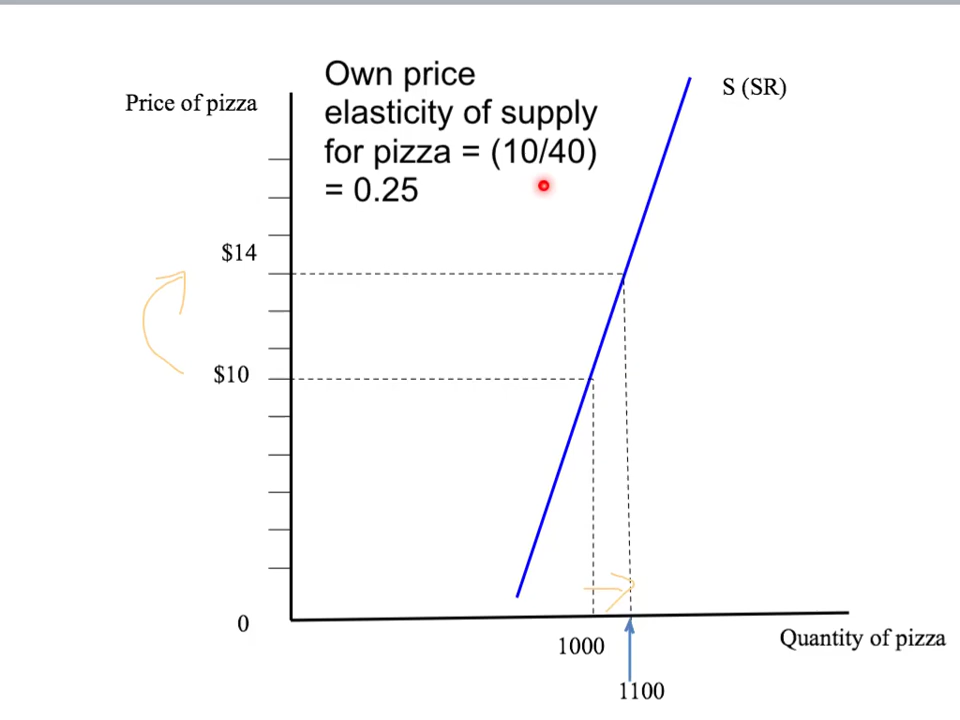 Own price
elasticity of supply
for pizza = (10/40)
= 0.25
Price of pizza
S (SR)
$14
$10
0
1000
1100
Quantity of pizza